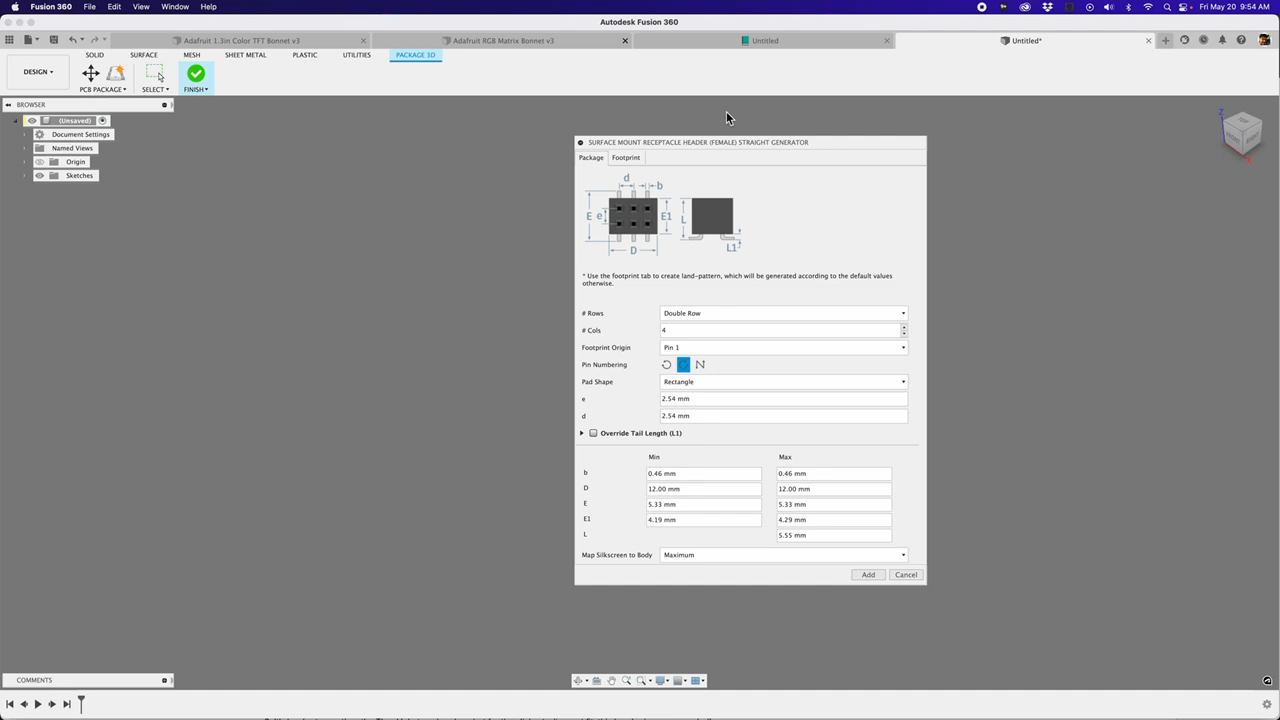 Fusion 360 File Edit View Window Help Fri May 20 9:54 AM
Autodesk Fusion 360
Adafruit 1.3in Color TFT Bonnet v3 Adafruit RGB Matrix Bonnet v3 Untitled Untitled*
SOLID SURFACE MESH SHEET METAL PLASTIC UTILITIES PACKAGE 3D
DESIGN
PCB PACKAGE SELECT FINISH
BROWSER
(Unsaved)
Document Settings
Named Views
Origin
Sketches
SURFACE MOUNT RECEPTACLE HEADER (FEMALE) STRAIGHT GENERATOR
Package Footprint
d
b
E e E1 L
D L1
* Use the footprint tab to create land-pattern, which will be generated according to the default values
otherwise.
# Rows Double Row
# Cols 4
Footprint Origin Pin 1
Pin Numbering
Pad Shape Rectangle
e 2.54 mm
d 2.54 mm
Override Tail Length (L1)
Min Max
b 0.46 mm 0.46 mm
D 12.00 mm 12.00 mm
E 5.33 mm 5.33 mm
E1 4.19 mm 4.29 mm
L 5.55 mm
Map Silkscreen to Body Maximum
Add Cancel
Z
X
COMMENTS